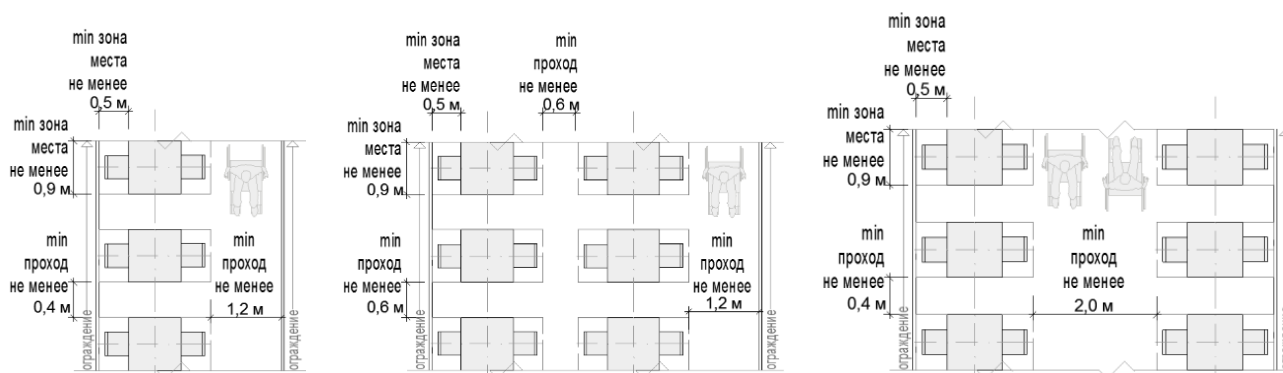 min зона
места
не менее
0,5 м
min зона
места
не менее
0,9 м
min
проход
не менее
0,4 м
min
проход
не менее
1,2 м
ограждение
ограждение
min зона
места
не менее
0,5 м
min
проход
не менее
0,6 м
min зона
места
не менее
0,9 м
min
проход
не менее
0,6 м
min
проход
не менее
1,2 м
ограждение
ограждение
min зона
места
не менее
0,5 м
min зона
места
не менее
0,9 м
min
проход
не менее
0,4 м
min
проход
не менее
2,0 м
ограждение
ограждение